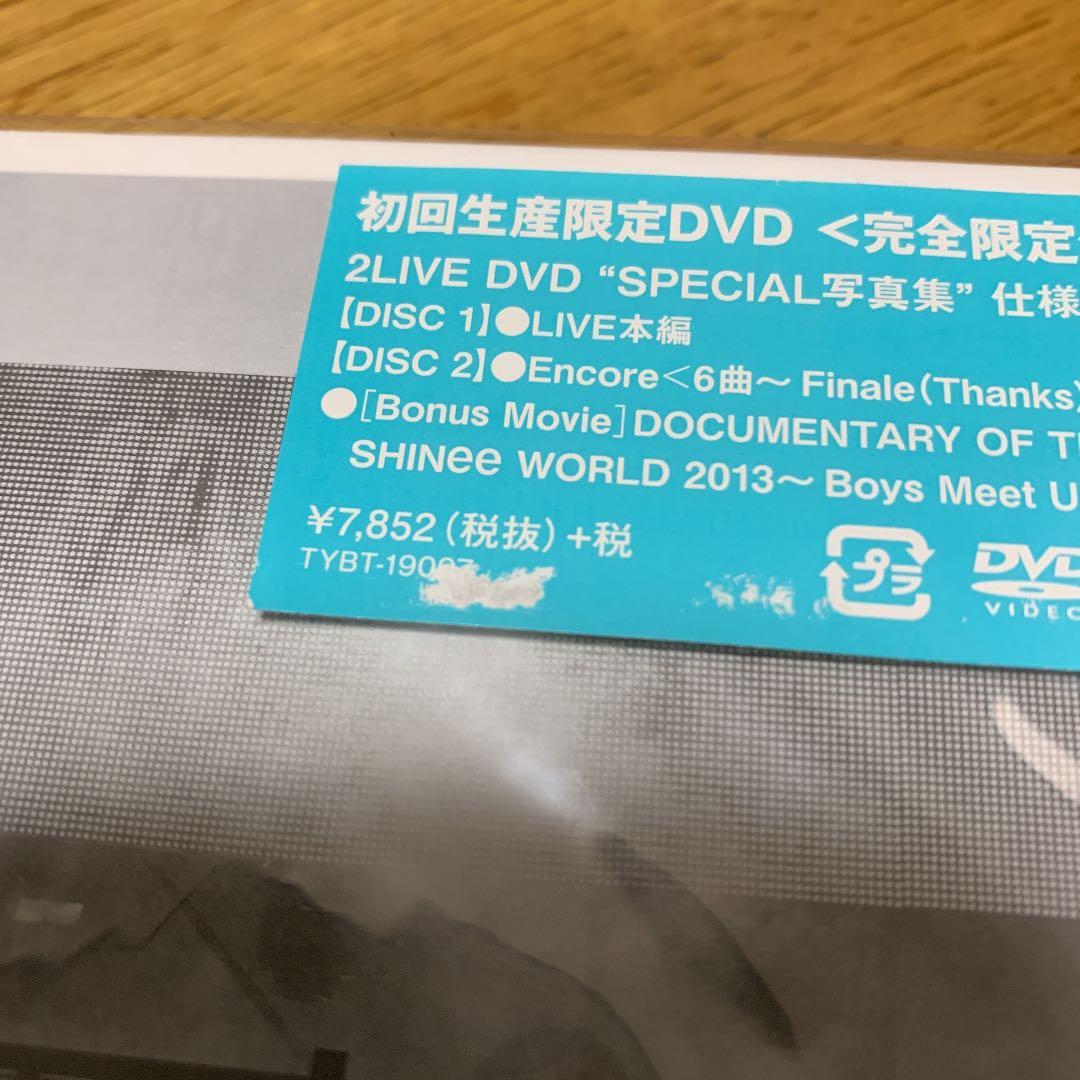 初回生産限定DVD <完全限定
2LIVE DVD “SPECIAL写真集” 仕様
【DISC 1】●LIVE本編
【DISC 2】●Encore<6曲～Finale(Thanks)
●[Bonus Movie]DOCUMENTARY OF
SHINee WORLD 2013～Boys Meet U
¥7,852(税抜)+税
TYBT-19007
プラ
DVD
VIDEO